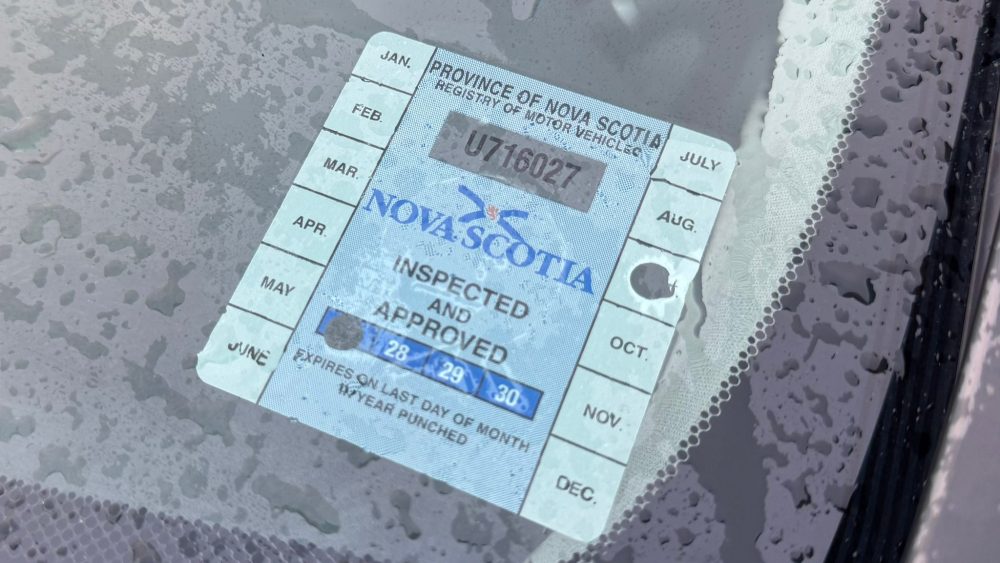 JAN.
FEB.
MAR.
APR.
MAY
JUNE
PROVINCE OF NOVA SCOTIA
REGISTRY OF MOTOR VEHICLES
U716027
NOVA SCOTIA
INSPECTED
AND
APPROVED
28 29 30
EXPIRES ON LAST DAY OF MONTH
IN YEAR PUNCHED
JULY
AUG.
OCT.
NOV.
DEC.